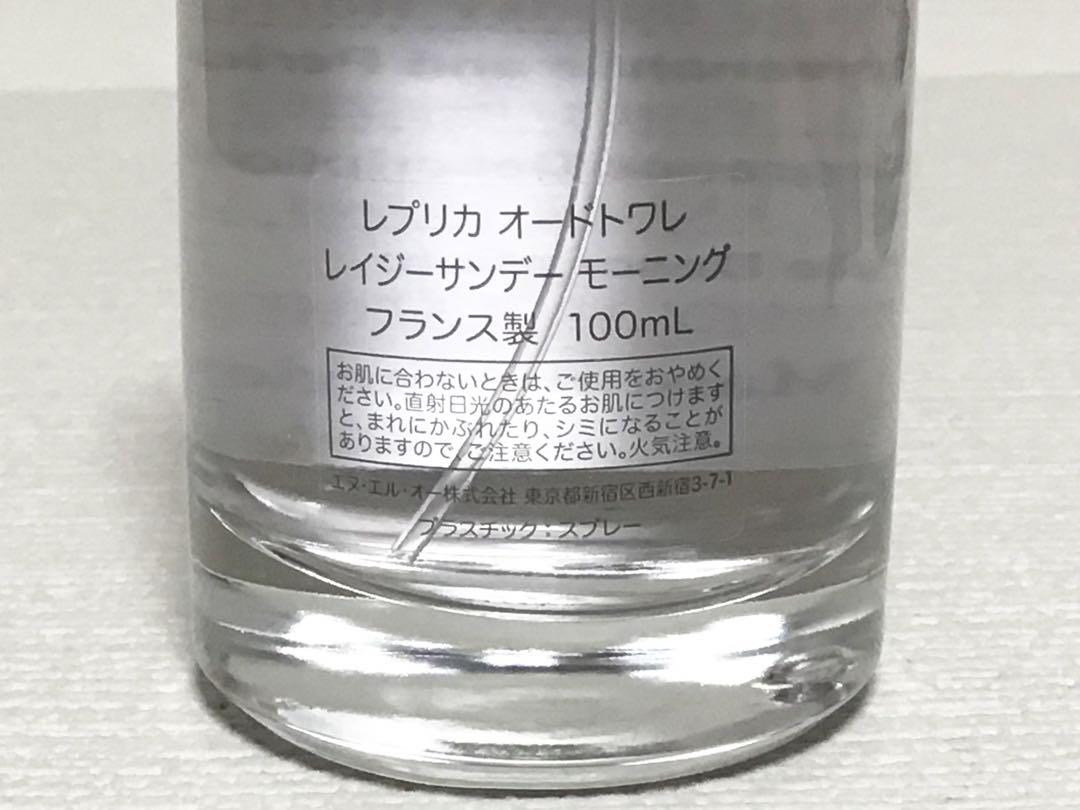 レプリカ オードトワレ
レイジーサンデー モーニング
フランス製 100mL
お肌に合わないときは、ご使用をおやめく
ださい。直射日光のあたるお肌につけます
と、まれにかぶれたり、シミになることが
ありますので、ご注意ください。火気注意。
エヌ・エル・オー株式会社 東京都新宿区西新宿3-7-1
プラスチック：スプレー